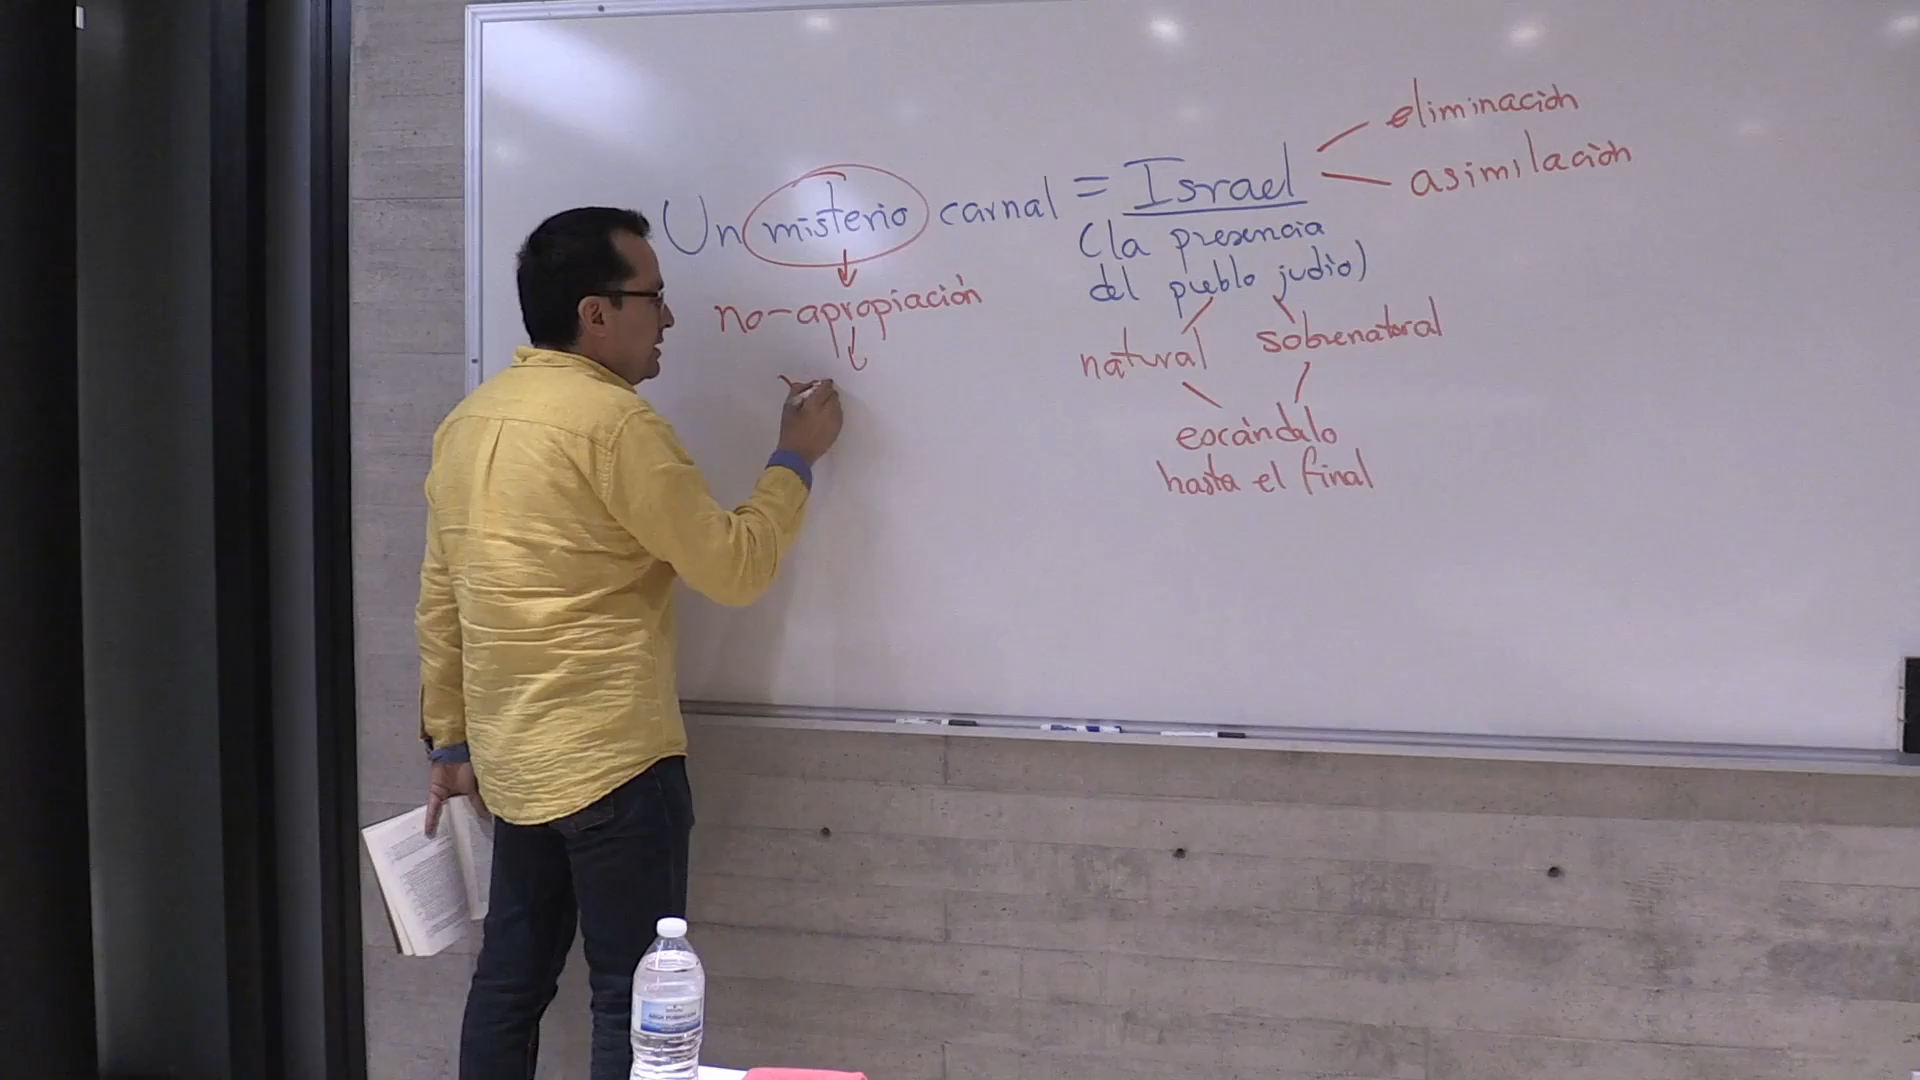 eliminación
asimilación
Un misterio carnal = Israel
(la presencia
del pueblo judío)
no-apropiación
natural
sobrenatural
escándalo
hasta el final